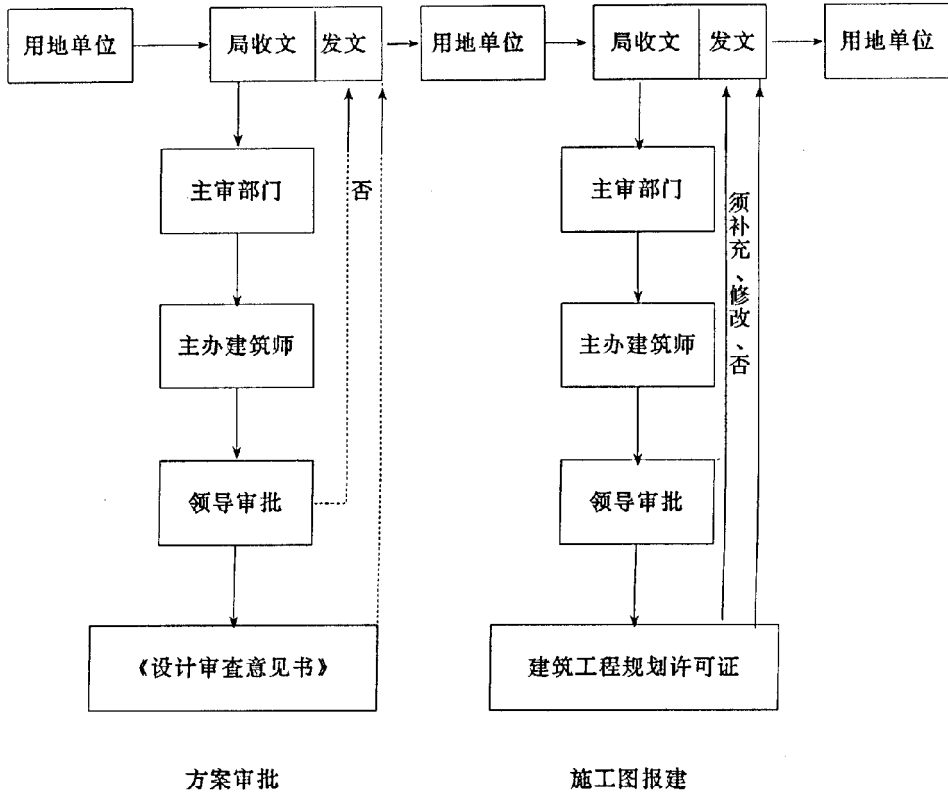 用地单位
局收文
发文
用地单位
局收文
发文
用地单位
主审部门
否
主审部门
须补充、修改、否
主办建筑师
主办建筑师
领导审批
领导审批
《设计审查意见书》
建筑工程规划许可证
方案审批
施工图报建